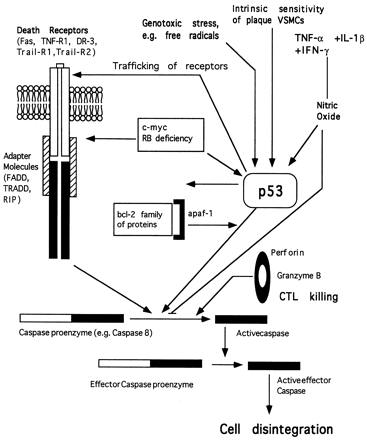 Death Receptors
(Fas, TNF-R1, DR-3,
Trail-R1,Trail-R2)
Genotoxic stress,
e.g. free radicals
Intrinsic sensitivity
of plaque VSMCs
TNF-α +IL-1β
+IFN-γ
Trafficking of receptors
Nitric
Oxide
c-myc
RB deficiency
Adapter
Molecules
(FADD,
TRADD,
RIP)
p53
bcl-2 family
of proteins
apaf-1
Perforin
Granzyme B
CTL killing
Caspase proenzyme (e.g. Caspase 8)
Activecaspase
Effector Caspase proenzyme
Activeeffector
Caspase
Cell disintegration